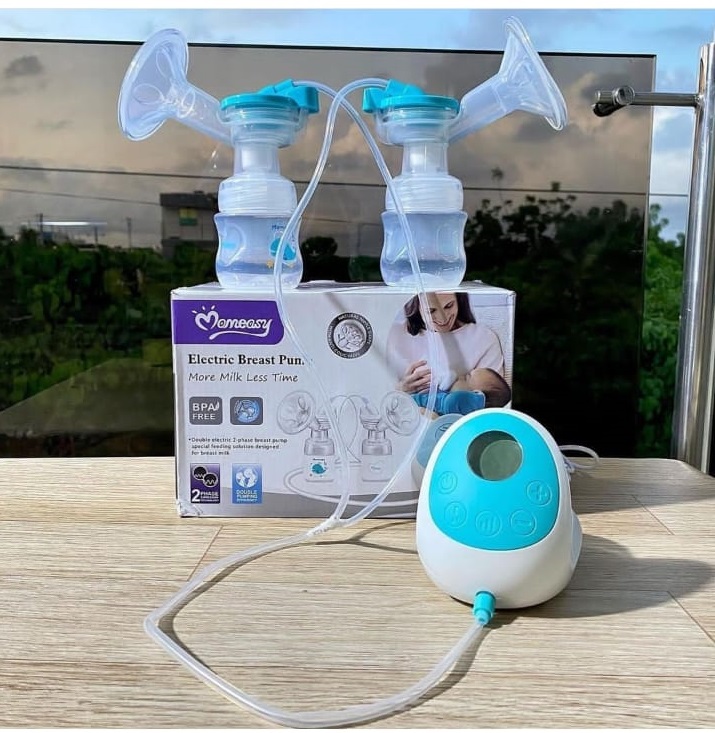 Momeasy
Electric Breast
More Milk Less Time
BPA
FREE
•Double electric 2-phase breast pump
special feeding solution designed
for breast milk
2 PHASE
DOUBLE
PUMPING